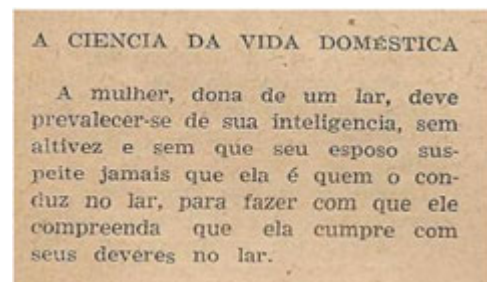 A CIENCIA DA VIDA DOMÉSTICA
A mulher, dona de um lar, deve
prevalecer-se de sua inteligencia, sem
altivez e sem que seu esposo sus-
peite jamais que ela é quem o con-
duz no lar, para fazer com que ele
compreenda que ela cumpre com
seus deveres no lar.